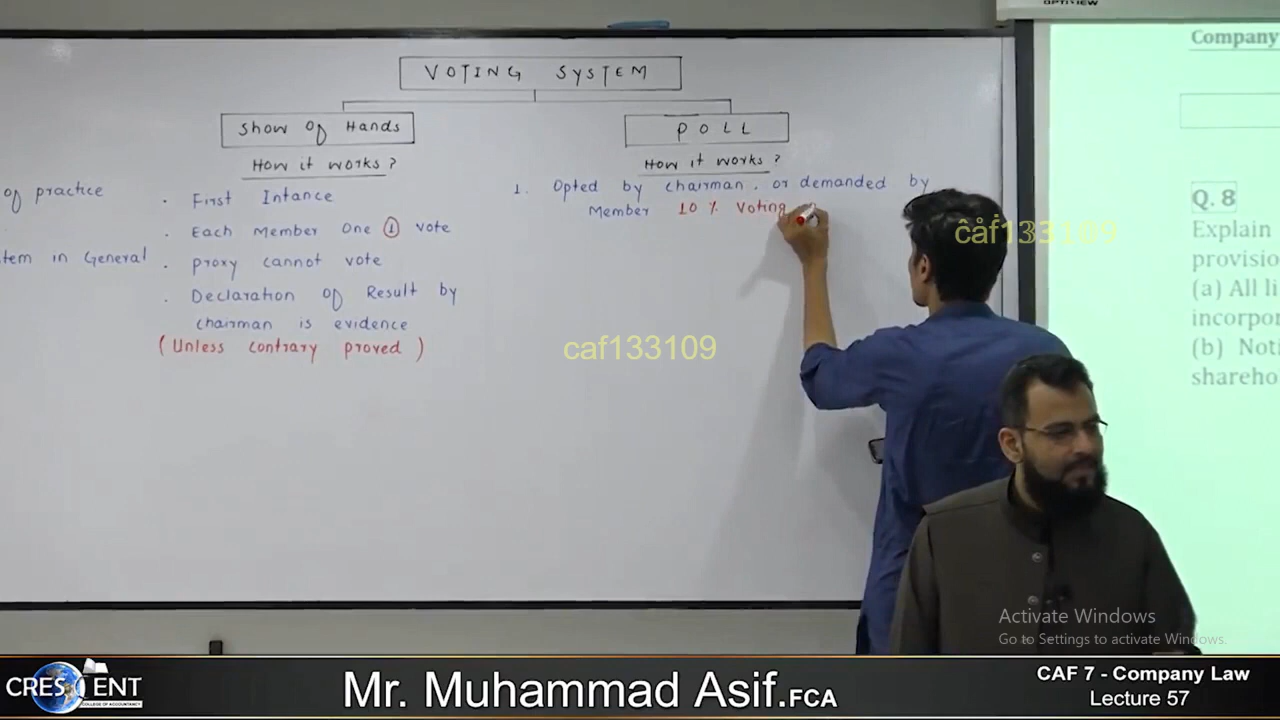 OPTIVIEW
VOTING SYSTEM
Show Of Hands
How it works?
. First Intance
. Each Member One 1 vote
. proxy cannot vote
. Declaration Of Result by
chairman is evidence
(Unless contrary proved)
of practice
tem in General
POLL
How it works?
1. Opted by chairman. or demanded by
Member 10% Voting
Company
Q. 8
Explain
provisio
(a) All li
incorpor
(b) Noti
shareho
caf133109
caf133109
Activate Windows
Go to Settings to activate Windows.
CRESCENT
COLLEGE OF ACCOUNTANCY
Mr. Muhammad Asif.FCA
CAF 7 - Company Law
Lecture 57